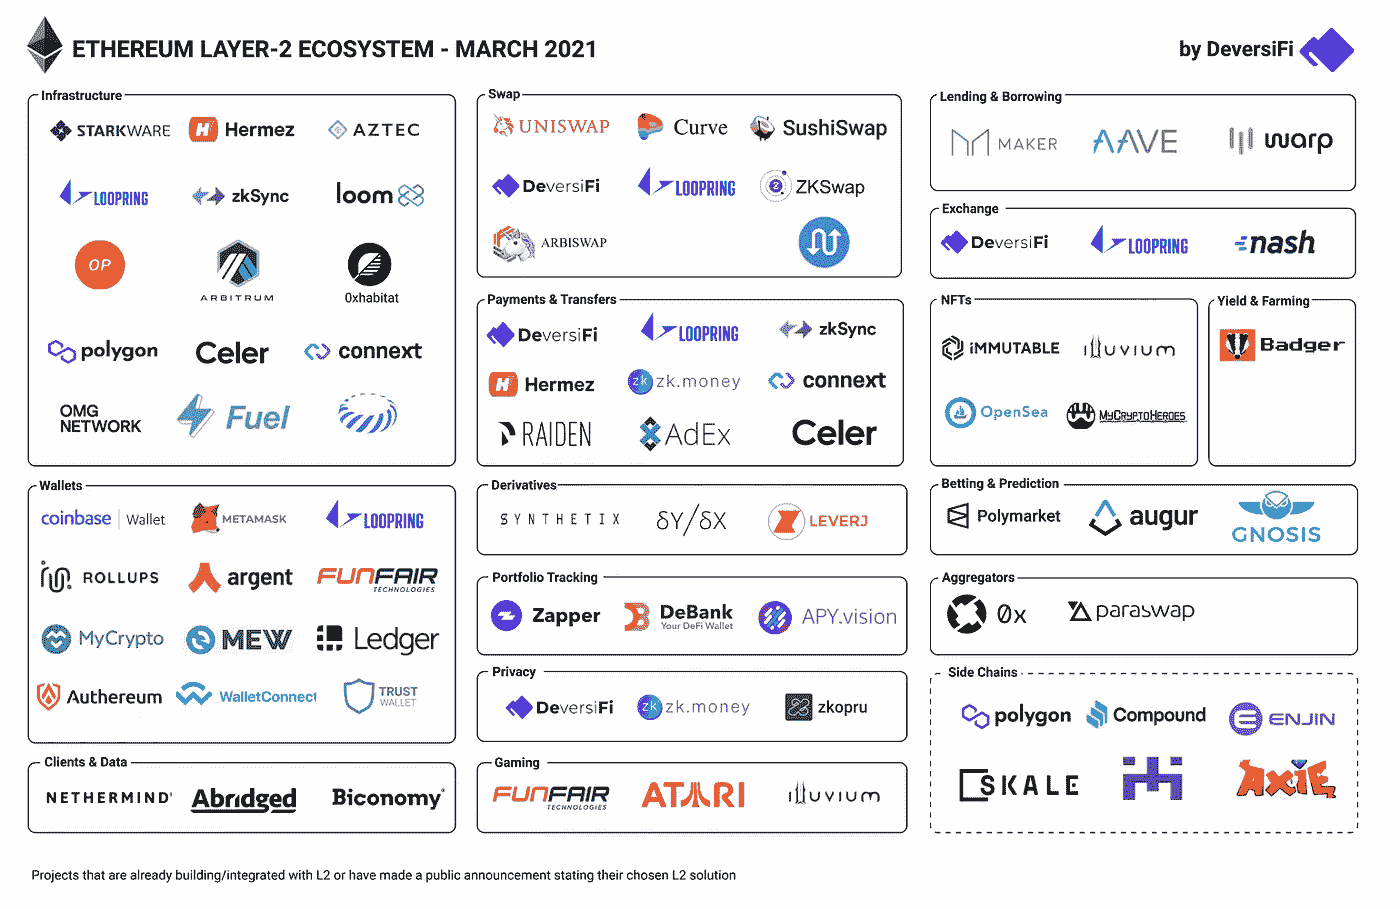 ETHEREUM LAYER-2 ECOSYSTEM - MARCH 2021
by DeversiFi
Infrastructure
STARKWARE
H Hermez
AZTEC
LOOPRING
zkSync
loom
OP
ARBITRUM
0xhabitat
polygon
Celer
connext
OMG
NETWORK
Fuel
Swap
UNISWAP
Curve
SushiSwap
DeversiFi
LOOPRING
Z ZKSwap
ARBISWAP
Payments & Transfers
DeversiFi
LOOPRING
zkSync
H Hermez
zk zk.money
connext
RAIDEN
AdEx
Celer
Lending & Borrowing
MAKER
AAVE
warp
Exchange
DeversiFi
LOOPRING
nash
NFTs
iMMUTABLE
illuvium
OpenSea
MyCryptoHeroes
Yield & Farming
Badger
Wallets
coinbase | Wallet
METAMASK
LOOPRING
ROLLUPS
argent
FUNFAIR
TECHNOLOGIES
MyCrypto
MEW
Ledger
Authereum
WalletConnect
TRUST
WALLET
Derivatives
SYNTHETIX
δY/δX
LEVERJ
Portfolio Tracking
Zapper
DeBank
Your DeFi Wallet
APY.vision
Privacy
DeversiFi
zk zk.money
zkopru
Betting & Prediction
Polymarket
augur
GNOSIS
Aggregators
0x
paraswap
Side Chains
polygon
Compound
ENJIN
SKALE
AXIE
Clients & Data
NETHERMIND
Abridged
Biconomy
Gaming
FUNFAIR
TECHNOLOGIES
ATARI
illuvium
Projects that are already building/integrated with L2 or have made a public announcement stating their chosen L2 solution